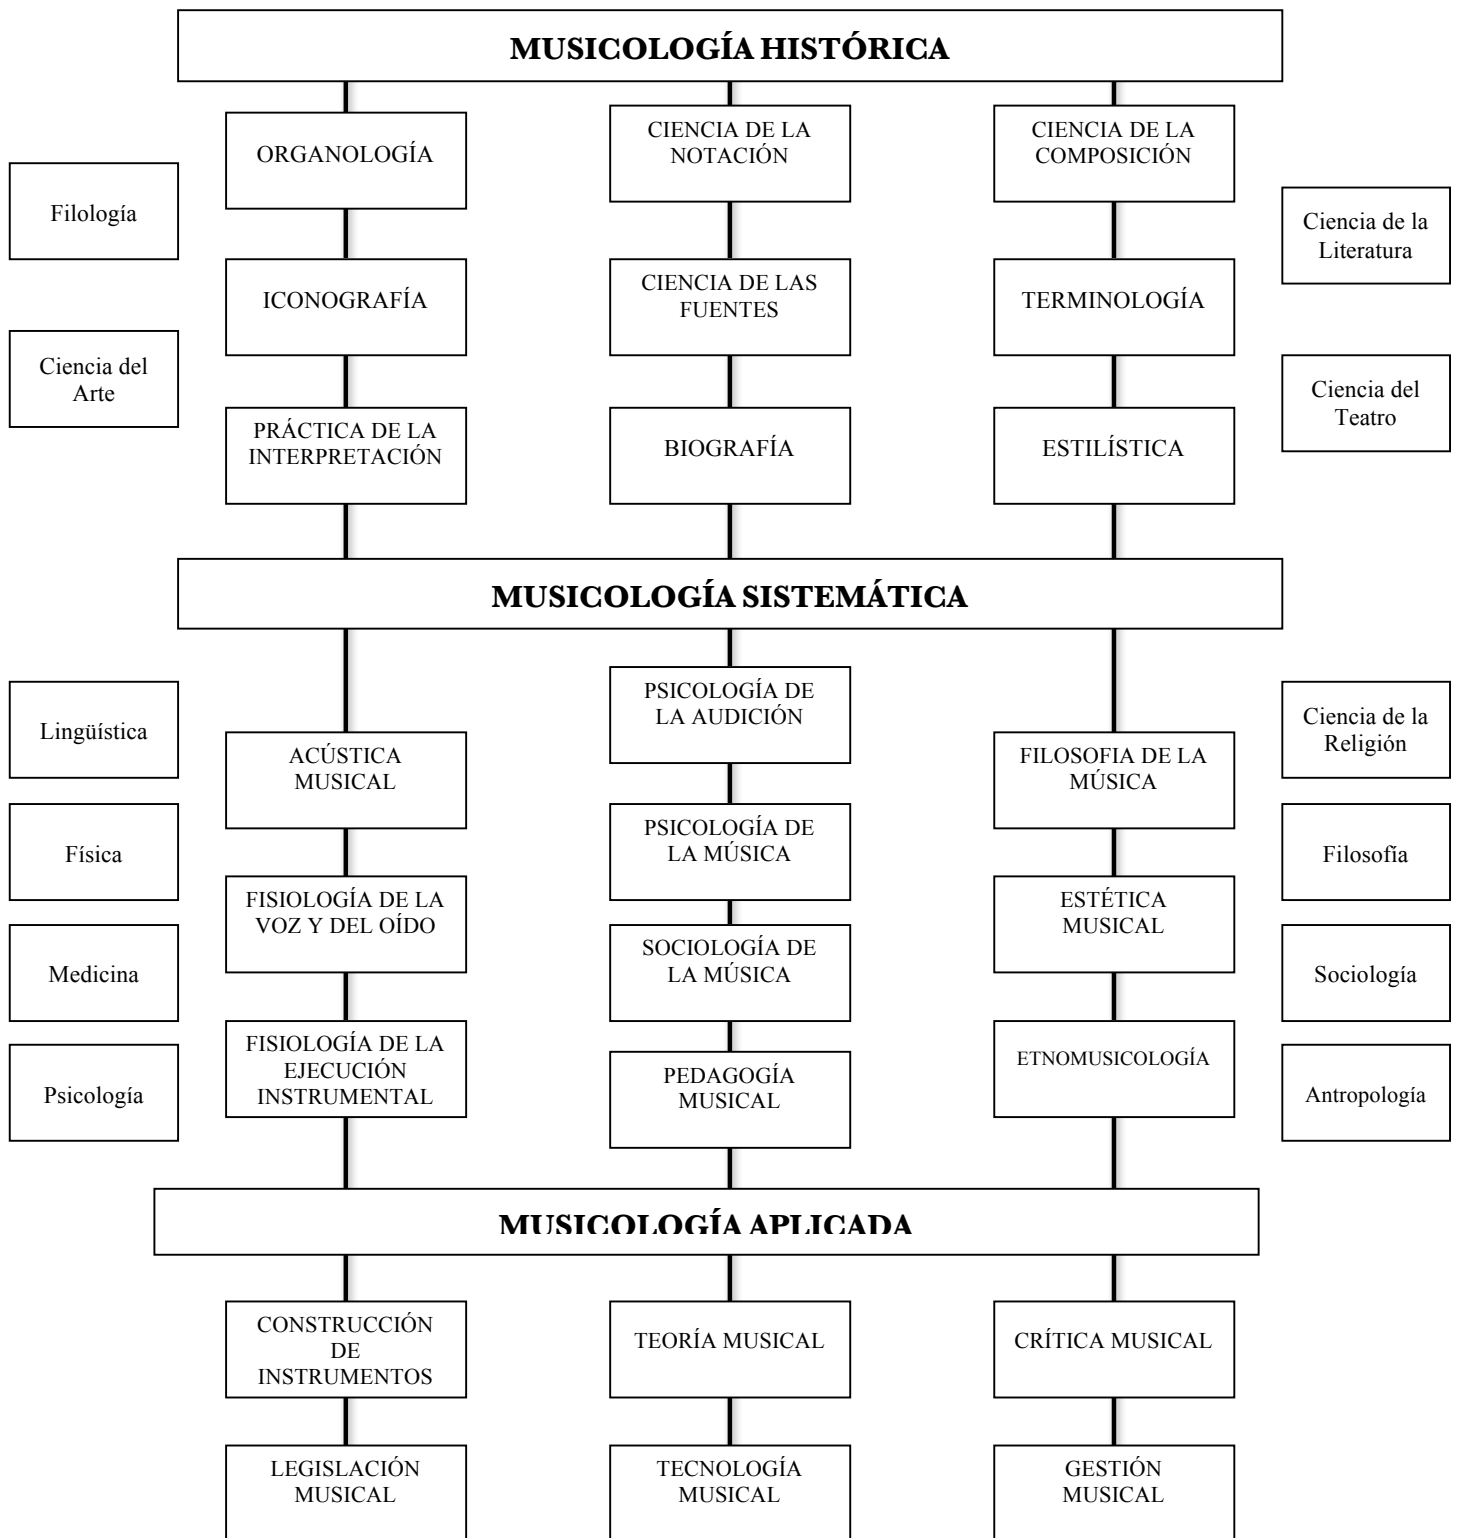 MUSICOLOGÍA HISTÓRICA
ORGANOLOGÍA
CIENCIA DE LA
NOTACIÓN
CIENCIA DE LA
COMPOSICIÓN
Filología
Ciencia de la
Literatura
ICONOGRAFÍA
CIENCIA DE LAS
FUENTES
TERMINOLOGÍA
Ciencia del
Arte
Ciencia del
Teatro
PRÁCTICA DE LA
INTERPRETACIÓN
BIOGRAFÍA
ESTILÍSTICA
MUSICOLOGÍA SISTEMÁTICA
Lingüística
PSICOLOGÍA DE
LA AUDICIÓN
Ciencia de la
Religión
ACÚSTICA
MUSICAL
FILOSOFIA DE LA
MÚSICA
Física
PSICOLOGÍA DE
LA MÚSICA
Filosofía
FISIOLOGÍA DE LA
VOZ Y DEL OÍDO
ESTÉTICA
MUSICAL
Medicina
SOCIOLOGÍA DE
LA MÚSICA
Sociología
FISIOLOGÍA DE LA
EJECUCIÓN
INSTRUMENTAL
ETNOMUSICOLOGÍA
Psicología
PEDAGOGÍA
MUSICAL
Antropología
MUSICOLOGÍA APLICADA
CONSTRUCCIÓN
DE
INSTRUMENTOS
TEORÍA MUSICAL
CRÍTICA MUSICAL
LEGISLACIÓN
MUSICAL
TECNOLOGÍA
MUSICAL
GESTIÓN
MUSICAL